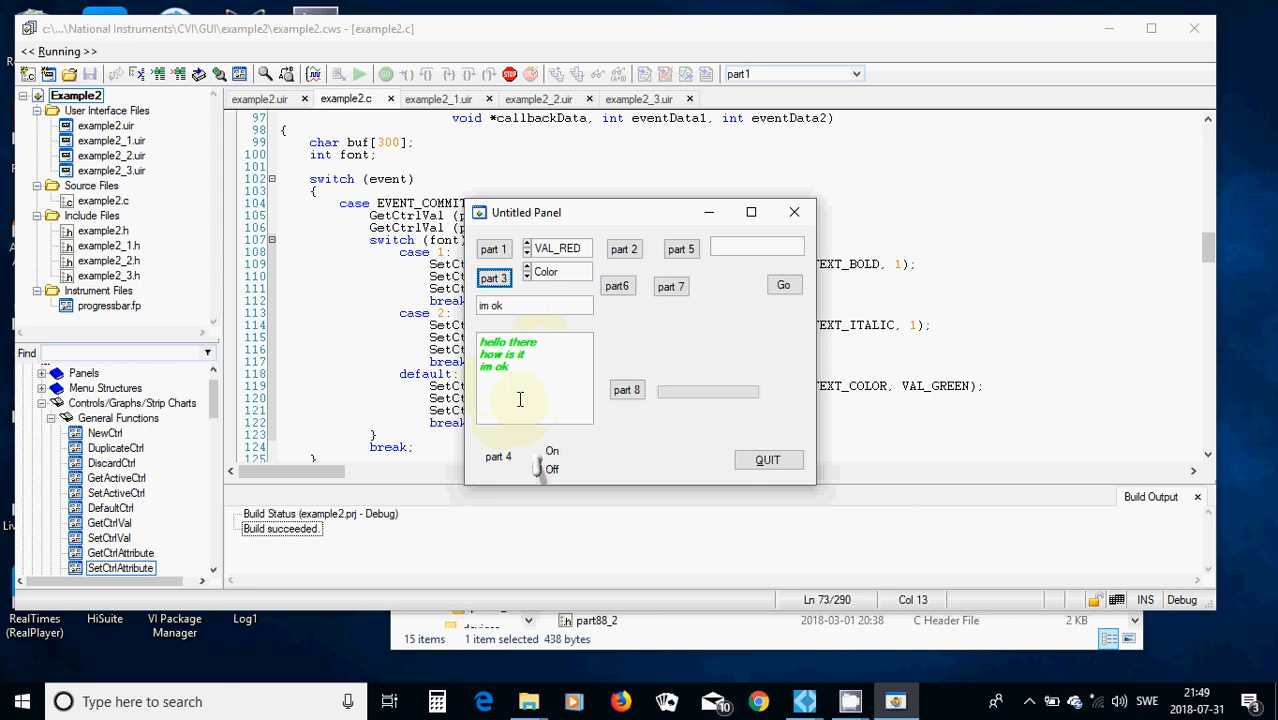 c:\...\National Instruments\CVI\GUI\example2\example2.cws - [example2.c]
<< Running >>
part1
Example2
User Interface Files
example2.uir
example2_1.uir
example2_2.uir
example2_3.uir
Source Files
example2.c
Include Files
example2.h
example2_1.h
example2_2.h
example2_3.h
Instrument Files
progressbar.fp
Find
Panels
Menu Structures
Controls/Graphs/Strip Charts
General Functions
NewCtrl
DuplicateCtrl
DiscardCtrl
GetActiveCtrl
SetActiveCtrl
DefaultCtrl
GetCtrlVal
SetCtrlVal
GetCtrlAttribute
SetCtrlAttribute
example2.uir
example2.c
example2_1.uir
example2_2.uir
example2_3.uir
97 void *callbackData, int eventData1, int eventData2)
98 {
99 char buf[300];
100 int font;
101
102 switch (event)
103 {
104 case EVENT_COMMIT
105 GetCtrlVal (p
106 GetCtrlVal (p
107 switch (font)
108 case 1:
109 SetC TEXT_BOLD, 1);
110 SetC
111 SetC
112 break
113 case 2:
114 SetCt TEXT_ITALIC, 1);
115 SetC
116 SetC
117 break
118 default:
119 SetC TEXT_COLOR, VAL_GREEN);
120 SetC
121 SetC
122 break
123 }
124 break;
125 }
Untitled Panel
part 1
VAL_RED
part 2
part 5
part 3
Color
part6
part 7
Go
im ok
hello there
how is it
im ok
part 8
part 4
On
Off
QUIT
Build Output
Build Status (example2.prj - Debug)
Build succeeded.
Ln 73/290
Col 13
INS
Debug
RealTimes
(RealPlayer)
HiSuite
VI Package
Manager
Log1
part88_2
2018-03-01 20:38
C Header File
2 KB
15 items
1 item selected 438 bytes
Type here to search
10
SWE
21:49
2018-07-31
3